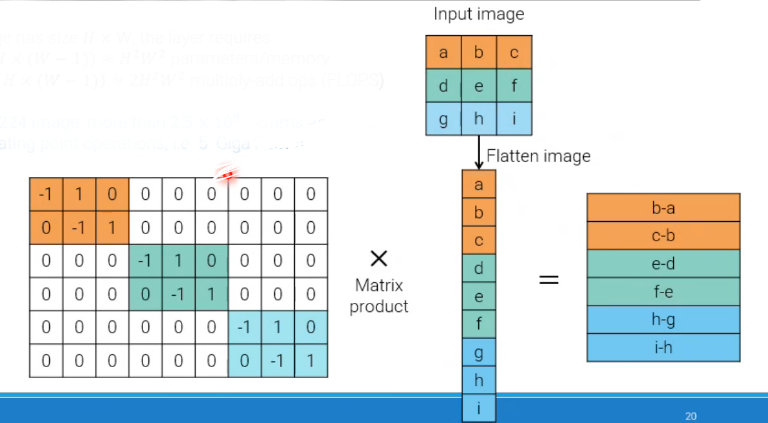 Input image
a b c
d e f
g h i
Flatten image
a
b
c
d
e
f
g
h
i
-1 1 0 0 0 0 0 0 0
0 -1 1 0 0 0 0 0 0
0 0 0 -1 1 0 0 0 0
0 0 0 0 -1 1 0 0 0
0 0 0 0 0 0 -1 1 0
0 0 0 0 0 0 0 -1 1
×
Matrix
product
=
b-a
c-b
e-d
f-e
h-g
i-h
20